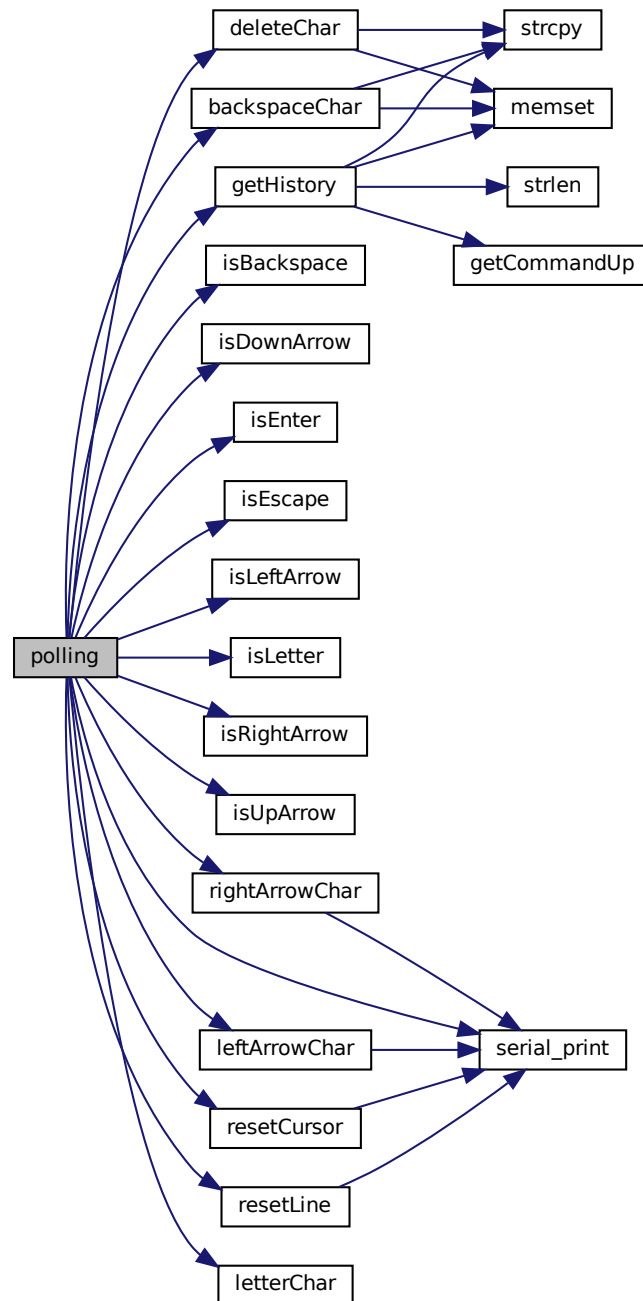 deleteChar
strcpy
backspaceChar
memset
getHistory
strlen
isBackspace
getCommandUp
isDownArrow
isEnter
isEscape
isLeftArrow
polling
isLetter
isRightArrow
isUpArrow
rightArrowChar
leftArrowChar
serial_print
resetCursor
resetLine
letterChar